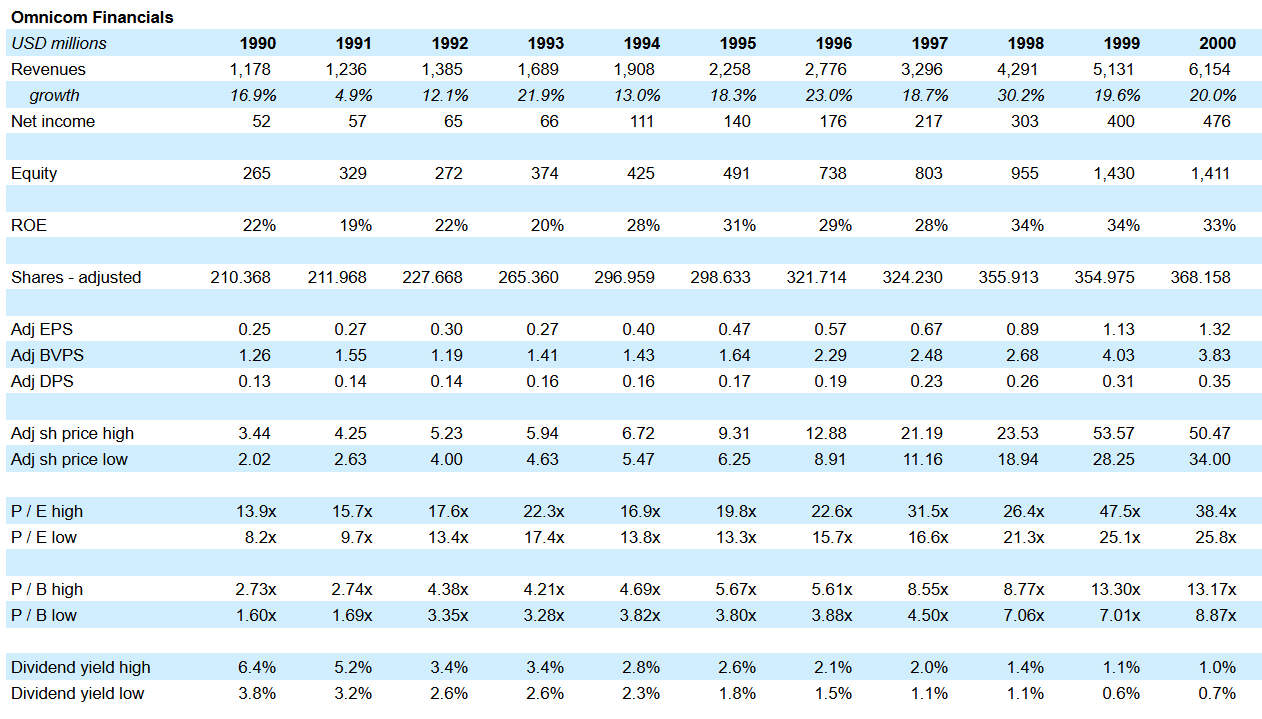 Omnicom Financials
USD millions 1990 1991 1992 1993 1994 1995 1996 1997 1998 1999 2000
Revenues 1,178 1,236 1,385 1,689 1,908 2,258 2,776 3,296 4,291 5,131 6,154
growth 16.9% 4.9% 12.1% 21.9% 13.0% 18.3% 23.0% 18.7% 30.2% 19.6% 20.0%
Net income 52 57 65 66 111 140 176 217 303 400 476
Equity 265 329 272 374 425 491 738 803 955 1,430 1,411
ROE 22% 19% 22% 20% 28% 31% 29% 28% 34% 34% 33%
Shares - adjusted 210.368 211.968 227.668 265.360 296.959 298.633 321.714 324.230 355.913 354.975 368.158
Adj EPS 0.25 0.27 0.30 0.27 0.40 0.47 0.57 0.67 0.89 1.13 1.32
Adj BVPS 1.26 1.55 1.19 1.41 1.43 1.64 2.29 2.48 2.68 4.03 3.83
Adj DPS 0.13 0.14 0.14 0.16 0.16 0.17 0.19 0.23 0.26 0.31 0.35
Adj sh price high 3.44 4.25 5.23 5.94 6.72 9.31 12.88 21.19 23.53 53.57 50.47
Adj sh price low 2.02 2.63 4.00 4.63 5.47 6.25 8.91 11.16 18.94 28.25 34.00
P / E high 13.9x 15.7x 17.6x 22.3x 16.9x 19.8x 22.6x 31.5x 26.4x 47.5x 38.4x
P / E low 8.2x 9.7x 13.4x 17.4x 13.8x 13.3x 15.7x 16.6x 21.3x 25.1x 25.8x
P / B high 2.73x 2.74x 4.38x 4.21x 4.69x 5.67x 5.61x 8.55x 8.77x 13.30x 13.17x
P / B low 1.60x 1.69x 3.35x 3.28x 3.82x 3.80x 3.88x 4.50x 7.06x 7.01x 8.87x
Dividend yield high 6.4% 5.2% 3.4% 3.4% 2.8% 2.6% 2.1% 2.0% 1.4% 1.1% 1.0%
Dividend yield low 3.8% 3.2% 2.6% 2.6% 2.3% 1.8% 1.5% 1.1% 1.1% 0.6% 0.7%